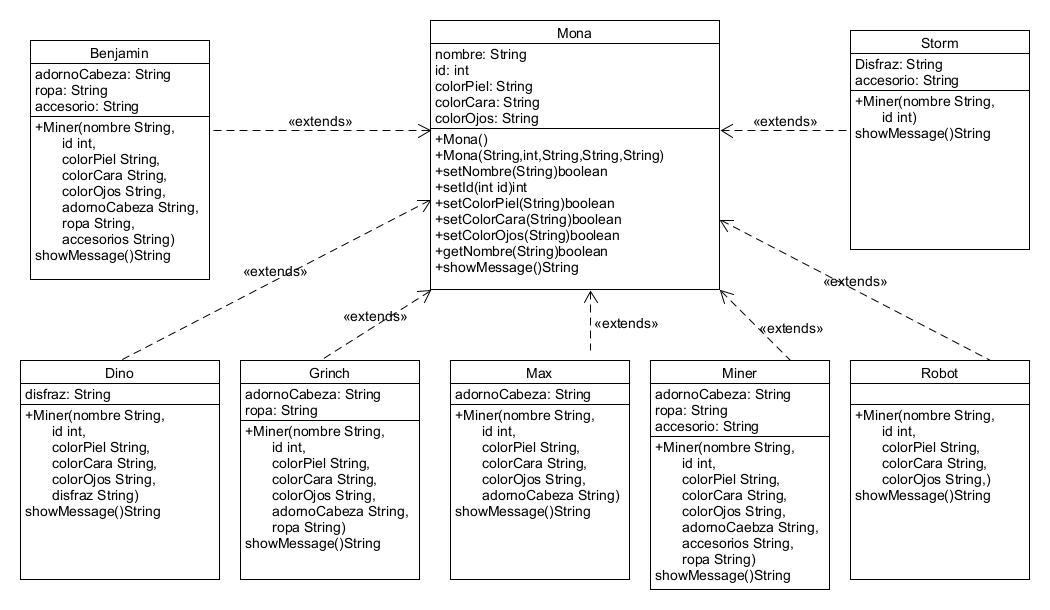 Benjamin
adornoCabeza: String
ropa: String
accesorio: String
+Miner(nombre String,
id int,
colorPiel String,
colorCara String,
colorOjos String,
adornoCabeza String,
ropa String,
accesorios String)
showMessage()String
«extends»
Mona
nombre: String
id: int
colorPiel: String
colorCara: String
colorOjos: String
+Mona()
+Mona(String,int,String,String,String)
+setNombre(String)boolean
+setId(int id)int
+setColorPiel(String)boolean
+setColorCara(String)boolean
+setColorOjos(String)boolean
+getNombre(String)boolean
+showMessage()String
«extends»
Storm
Disfraz: String
accesorio: String
+Miner(nombre String,
id int)
showMessage()String
«extends»
«extends»
«extends»
«extends»
«extends»
Dino
disfraz: String
+Miner(nombre String,
id int,
colorPiel String,
colorCara String,
colorOjos String,
disfraz String)
showMessage()String
Grinch
adornoCabeza: String
ropa: String
+Miner(nombre String,
id int,
colorPiel String,
colorCara String,
colorOjos String,
adornoCabeza String,
ropa String)
showMessage()String
Max
adornoCabeza: String
+Miner(nombre String,
id int,
colorPiel String,
colorCara String,
colorOjos String,
adornoCabeza String)
showMessage()String
Miner
adornoCabeza: String
ropa: String
accesorio: String
+Miner(nombre String,
id int,
colorPiel String,
colorCara String,
colorOjos String,
adornoCaebza String,
accesorios String,
ropa String)
showMessage()String
Robot
+Miner(nombre String,
id int,
colorPiel String,
colorCara String,
colorOjos String,)
showMessage()String